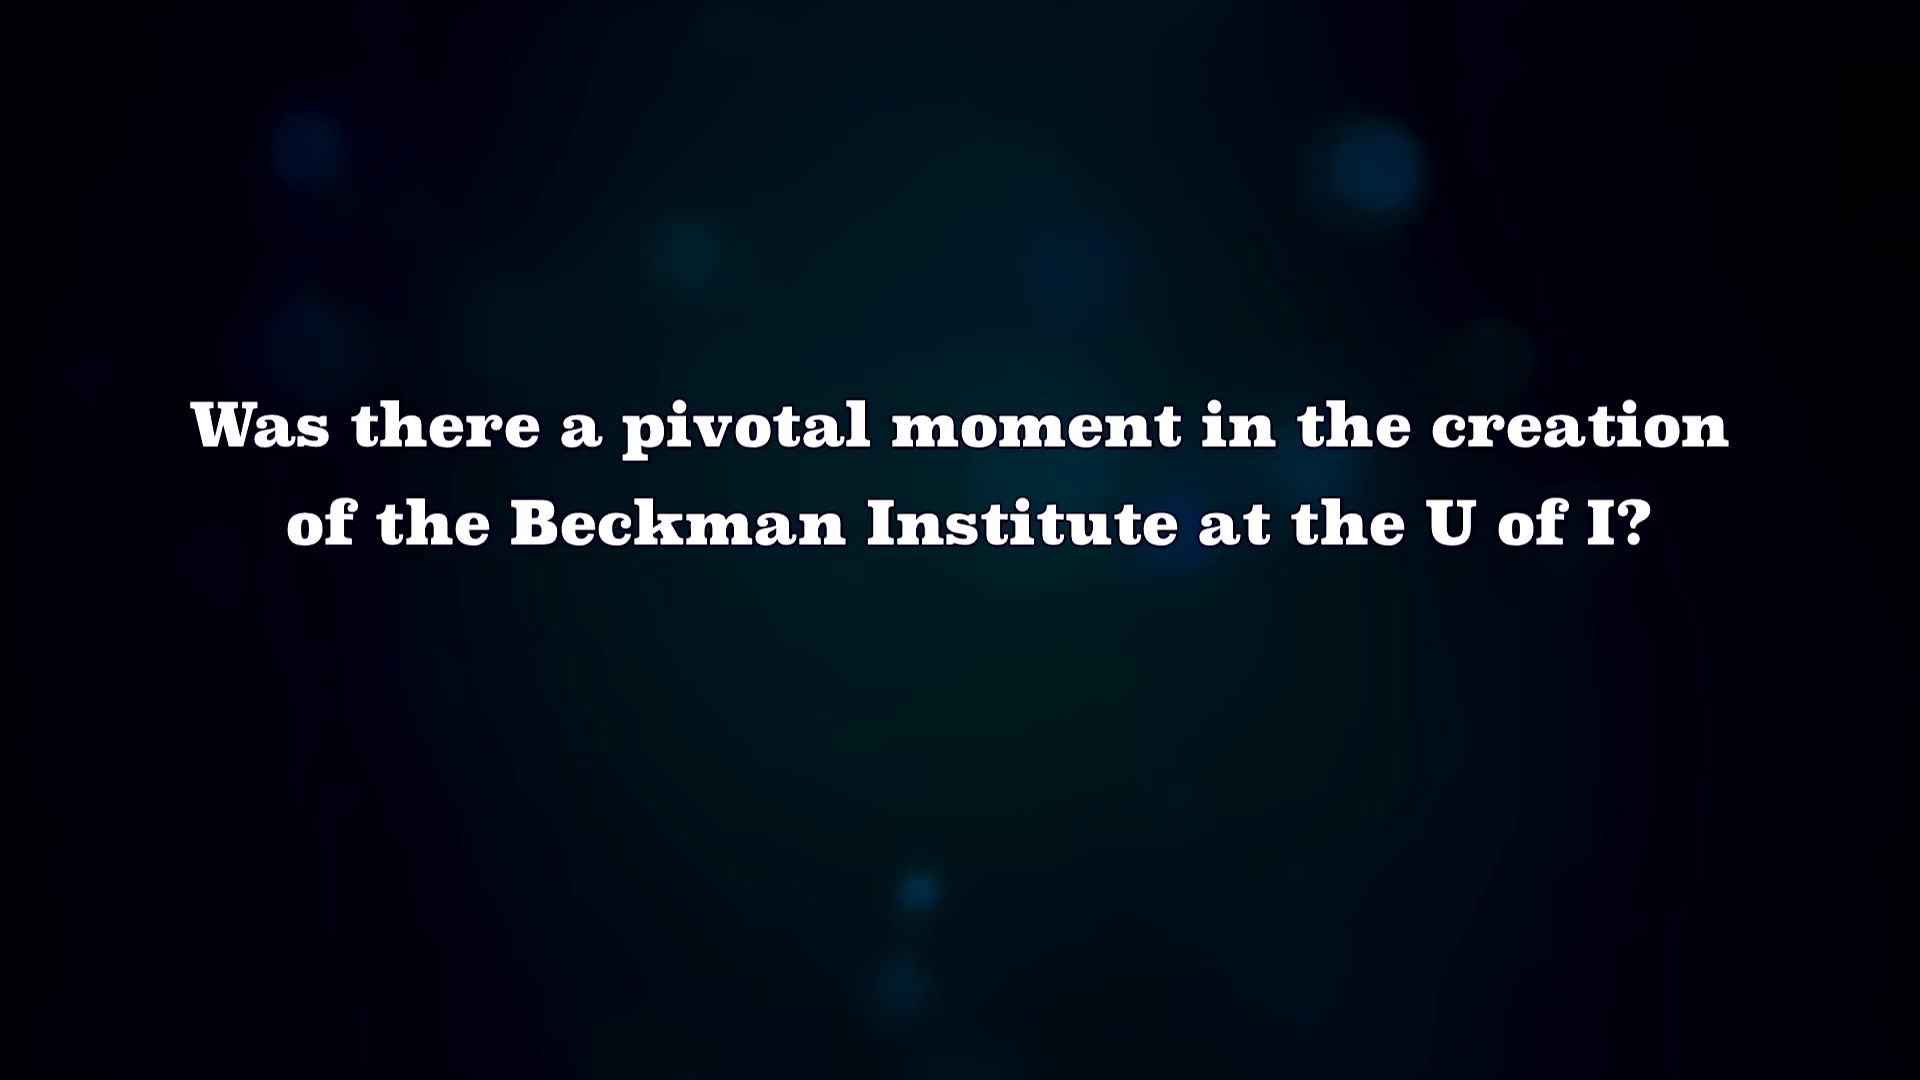 Was there a pivotal moment in the creation
of the Beckman Institute at the U of I?